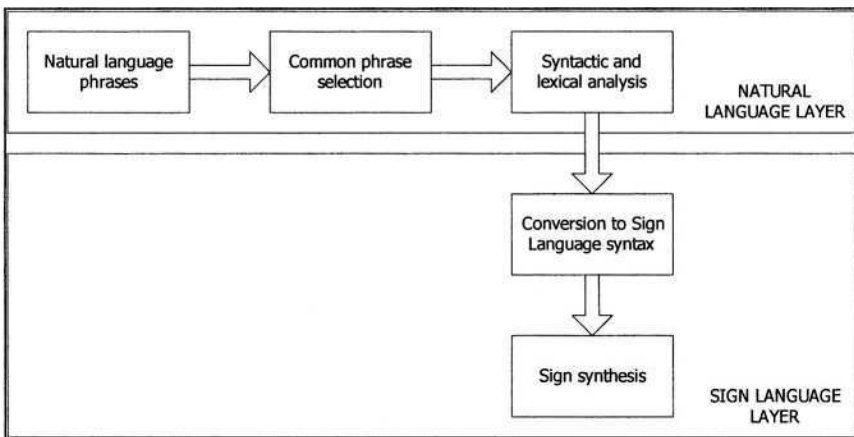 Natural language
phrases
Common phrase
selection
Syntactic and
lexical analysis
NATURAL
LANGUAGE LAYER
Conversion to Sign
Language syntax
Sign synthesis
SIGN LANGUAGE
LAYER